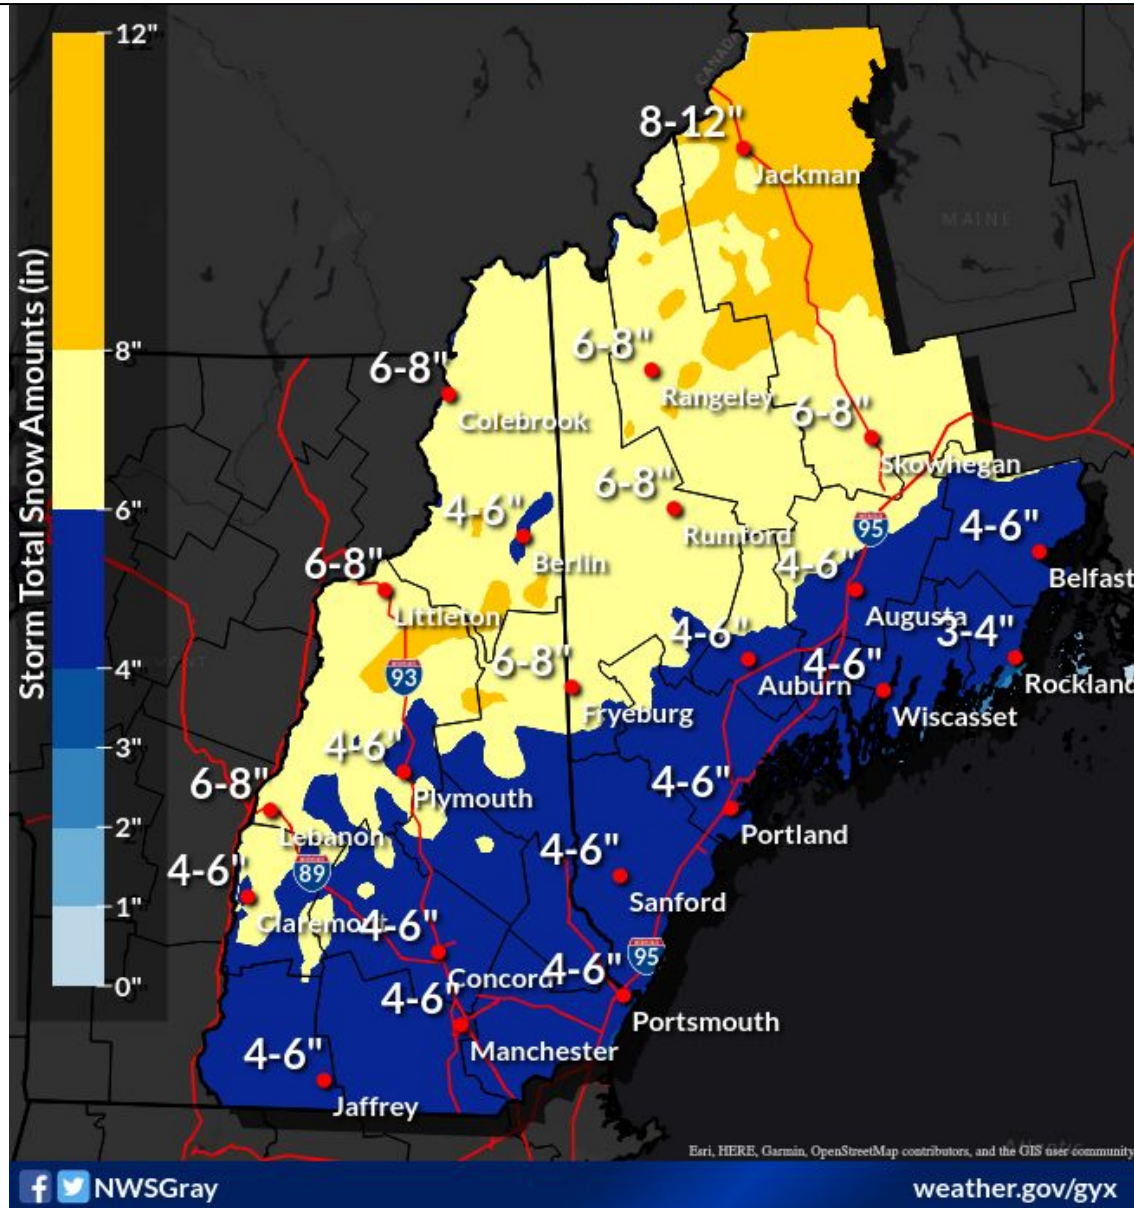 Storm Total Snow Amounts (in)
12"
8"
6"
4"
3"
2"
1"
0"
CANADA
MAINE
8-12"
Jackman
6-8"
Colebrook
6-8"
Rangeley
6-8"
Skowhegan
6-8"
Rumford
4-6"
Berlin
95
4-6"
Belfast
6-8"
Littleton
4-6"
Augusta
3-4"
Rockland
4-6"
Auburn
4-6"
Wiscasset
93
6-8"
Fryeburg
4-6"
Plymouth
4-6"
Portland
6-8"
Lebanon
89
4-6"
Sanford
4-6"
Claremont
4-6"
Concord
95
4-6"
Portsmouth
4-6"
Manchester
4-6"
Jaffrey
Atlantic
Esri, HERE, Garmin, OpenStreetMap contributors, and the GIS user community
NWSGray
weather.gov/gyx